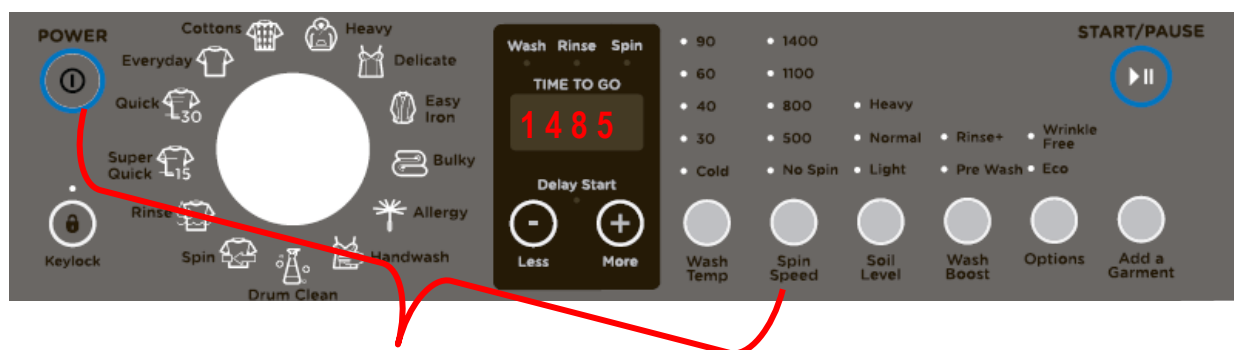 POWER
Cottons
Heavy
Everyday
Delicate
Quick
30
Easy
Iron
Super
Quick
15
Bulky
Rinse
Allergy
Spin
Handwash
Drum Clean
Keylock
Wash Rinse Spin
TIME TO GO
1485
Delay Start
- +
Less More
90
60
40
30
Cold
Wash
Temp
1400
1100
800
500
No Spin
Spin
Speed
Heavy
Normal
Light
Soil
Level
Rinse+
Pre Wash
Wash
Boost
Wrinkle
Free
Eco
Options
Add a
Garment
START/PAUSE